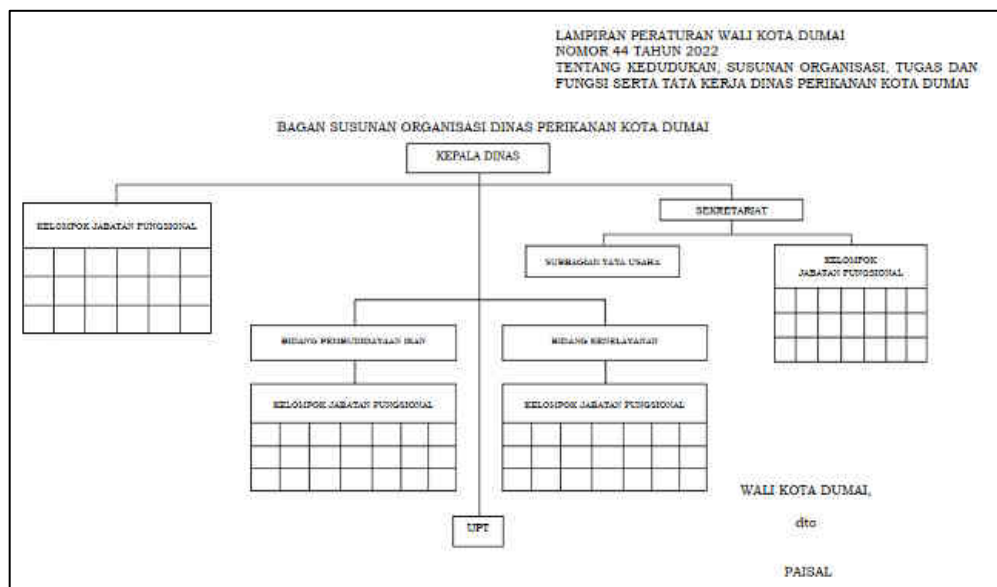 LAMPIRAN PERATURAN WALI KOTA DUMAI
NOMOR 44 TAHUN 2022
TENTANG KEDUDUKAN, SUSUNAN ORGANISASI, TUGAS DAN
FUNGSI SERTA TATA KERJA DINAS PERIKANAN KOTA DUMAI
BAGAN SUSUNAN ORGANISASI DINAS PERIKANAN KOTA DUMAI
KEPALA DINAS
KELOMPOK JABATAN FUNGSIONAL
SEKRETARIAT
SUBBAGIAN TATA USAHA
KELOMPOK
JABATAN FUNGSIONAL
BIDANG PEMBUDIDAYAAN IKAN
BIDANG KENELAYANAN
KELOMPOK JABATAN FUNGSIONAL
KELOMPOK JABATAN FUNGSIONAL
UPT
WALI KOTA DUMAI,
dto
PAISAL